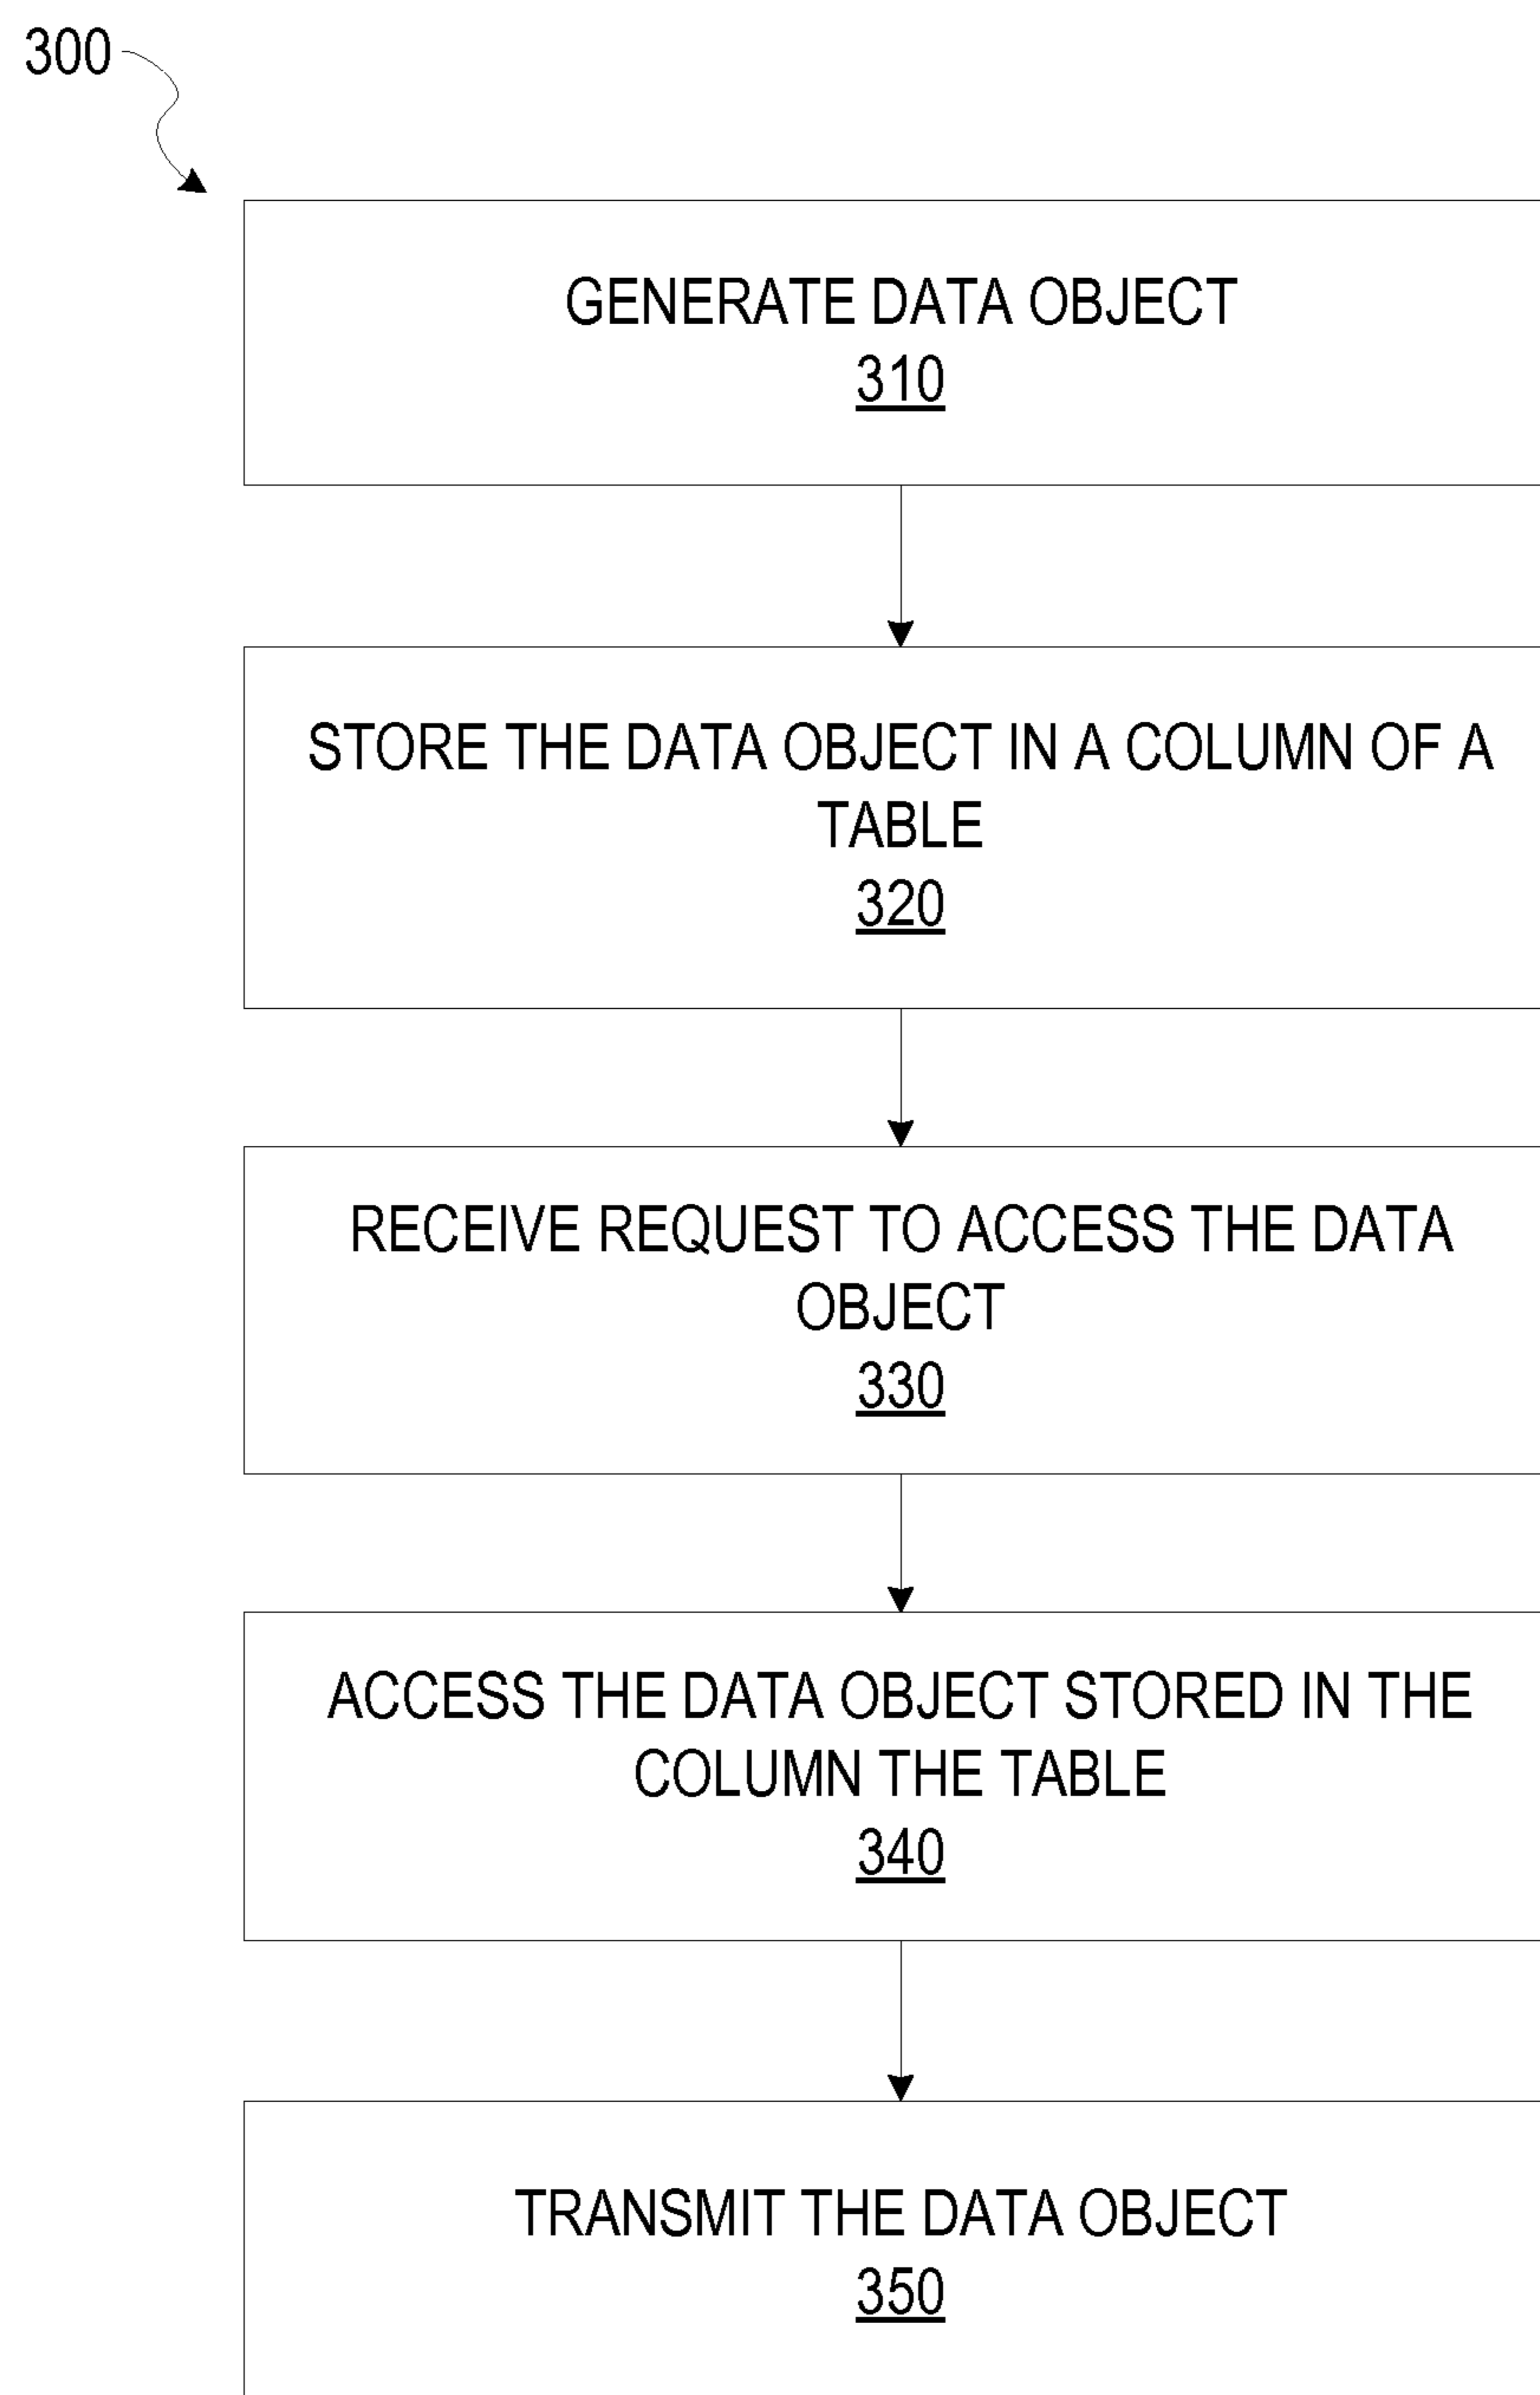 300
GENERATE DATA OBJECT
310
STORE THE DATA OBJECT IN A COLUMN OF A
TABLE
320
RECEIVE REQUEST TO ACCESS THE DATA
OBJECT
330
ACCESS THE DATA OBJECT STORED IN THE
COLUMN THE TABLE
340
TRANSMIT THE DATA OBJECT
350